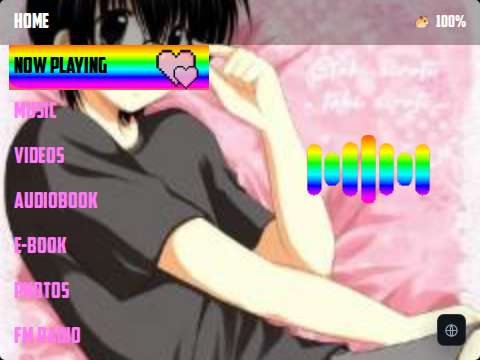 HOME
100%
NOW PLAYING
MUSIC
VIDEOS
AUDIOBOOK
E-BOOK
PHOTOS
FM RADIO